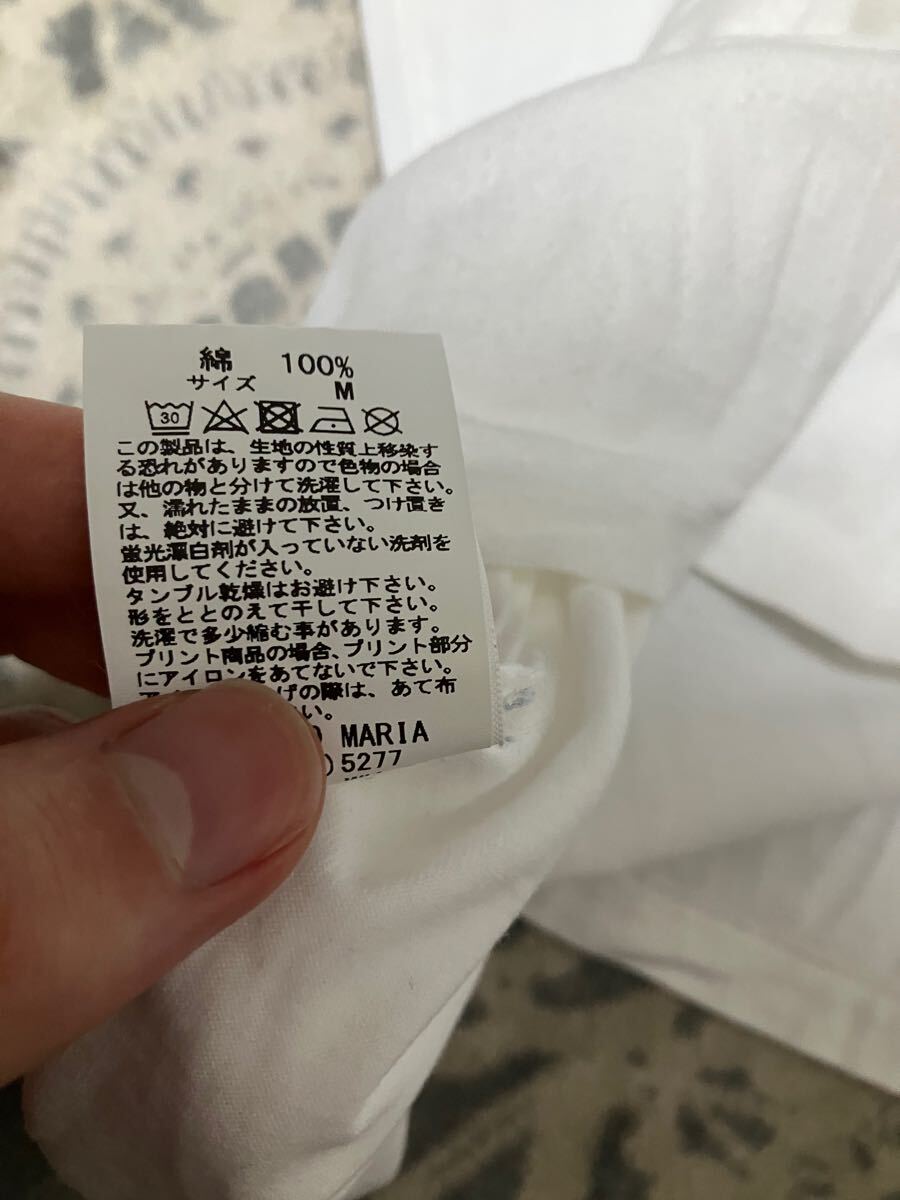 綿 100%
サイズ M
30
この製品は、生地の性質上移染す
る恐れがありますので色物の場合
は他の物と分けて洗濯して下さい。
又、濡れたままの放置、つけ置き
は、絶対に避けて下さい。
蛍光漂白剤が入っていない洗剤を
使用してください。
タンブル乾燥はお避け下さい。
形をととのえて干して下さい。
洗濯で多少縮む事があります。
プリント商品の場合、プリント部分
にアイロンをあてないで下さい。
げの際は、あて布
い。
MARIA
5277